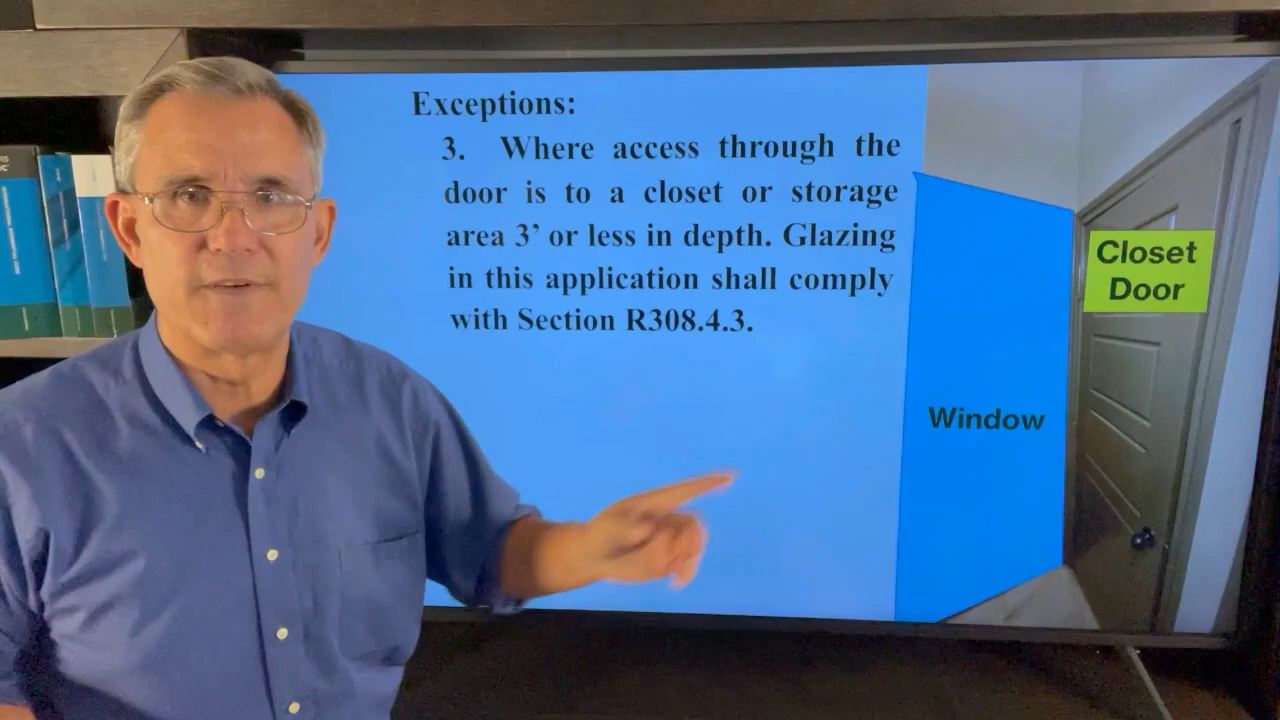 Exceptions:
3. Where access through the
door is to a closet or storage
area 3’ or less in depth. Glazing
in this application shall comply
with Section R308.4.3.
Closet
Door
Window